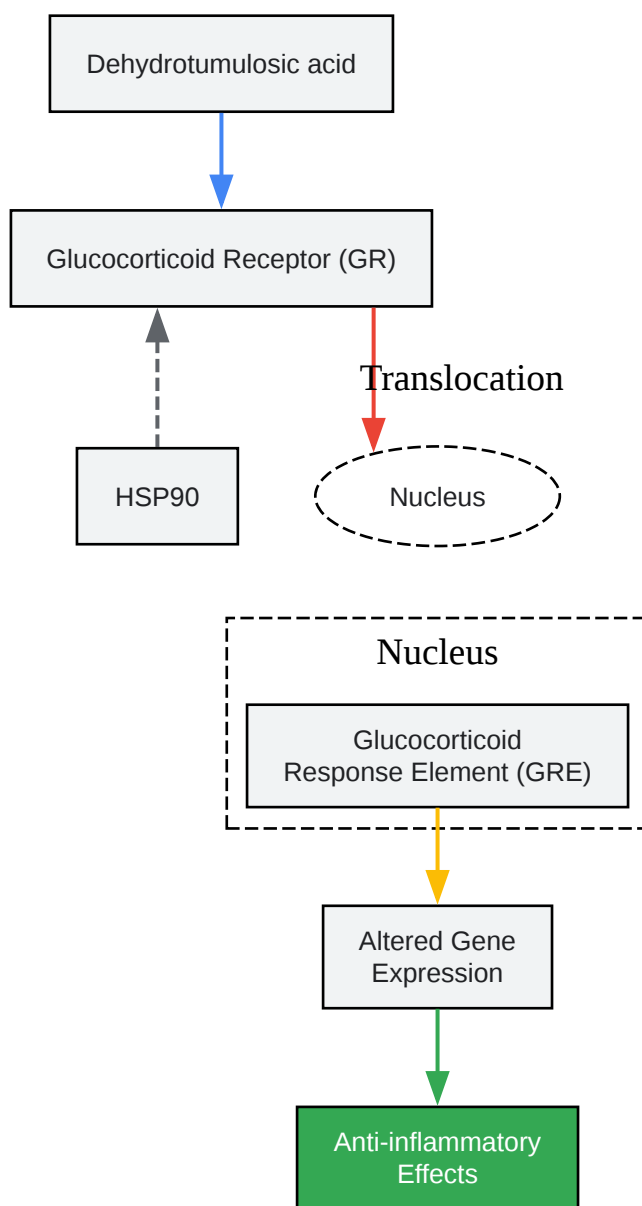 Dehydrotumulosic acid
Glucocorticoid Receptor (GR)
Translocation
HSP90
Nucleus
Nucleus
Glucocorticoid
Response Element (GRE)
Altered Gene
Expression
Anti-inflammatory
Effects